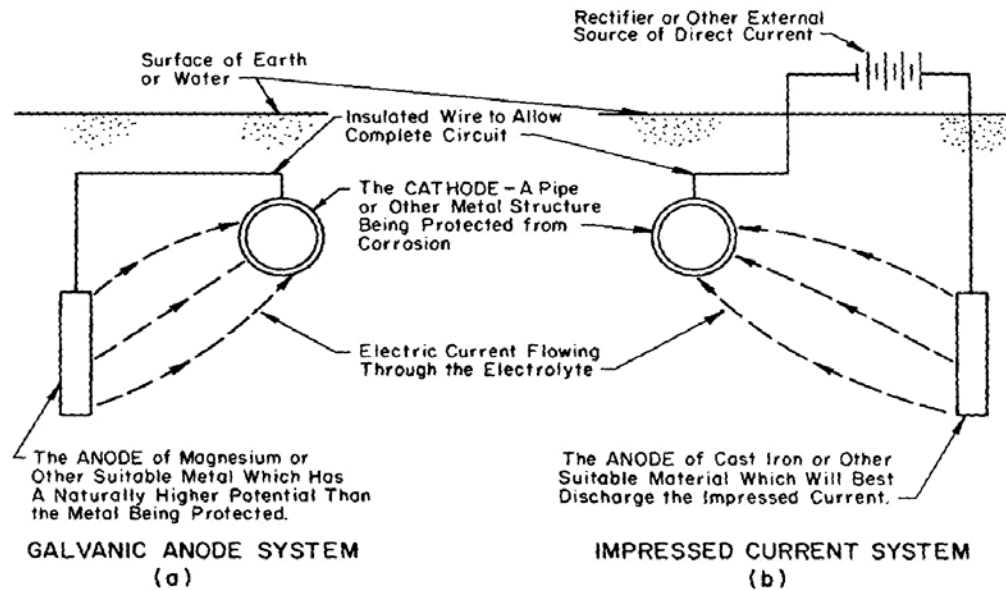 Rectifier or Other External
Source of Direct Current
Surface of Earth
or Water
Insulated Wire to Allow
Complete Circuit
The CATHODE-A Pipe
or Other Metal Structure
Being Protected from
Corrosion
Electric Current Flowing
Through the Electrolyte
The ANODE of Magnesium or
Other Suitable Metal Which Has
A Naturally Higher Potential Than
the Metal Being Protected.
GALVANIC ANODE SYSTEM
(a)
The ANODE of Cast Iron or Other
Suitable Material Which Will Best
Discharge the Impressed Current.
IMPRESSED CURRENT SYSTEM
(b)